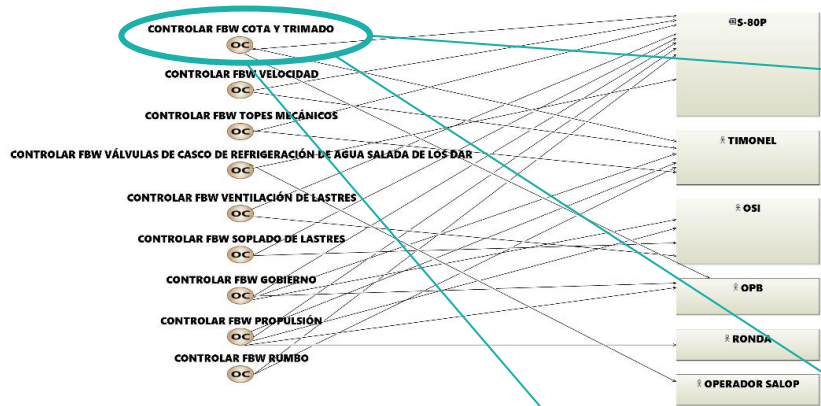 CONTROLAR FBW COTA Y TRIMADO
OC
CONTROLAR FBW VELOCIDAD
OC
CONTROLAR FBW TOPES MECÁNICOS
OC
CONTROLAR FBW VÁLVULAS DE CASCO DE REFRIGERACIÓN DE AGUA SALADA DE LOS DAR
OC
CONTROLAR FBW VENTILACIÓN DE LASTRES
OC
CONTROLAR FBW SOPLADO DE LASTRES
OC
CONTROLAR FBW GOBIERNO
OC
CONTROLAR FBW PROPULSIÓN
OC
CONTROLAR FBW RUMBO
OC
S-80P
TIMONEL
OSI
OPB
RONDA
OPERADOR SALOP